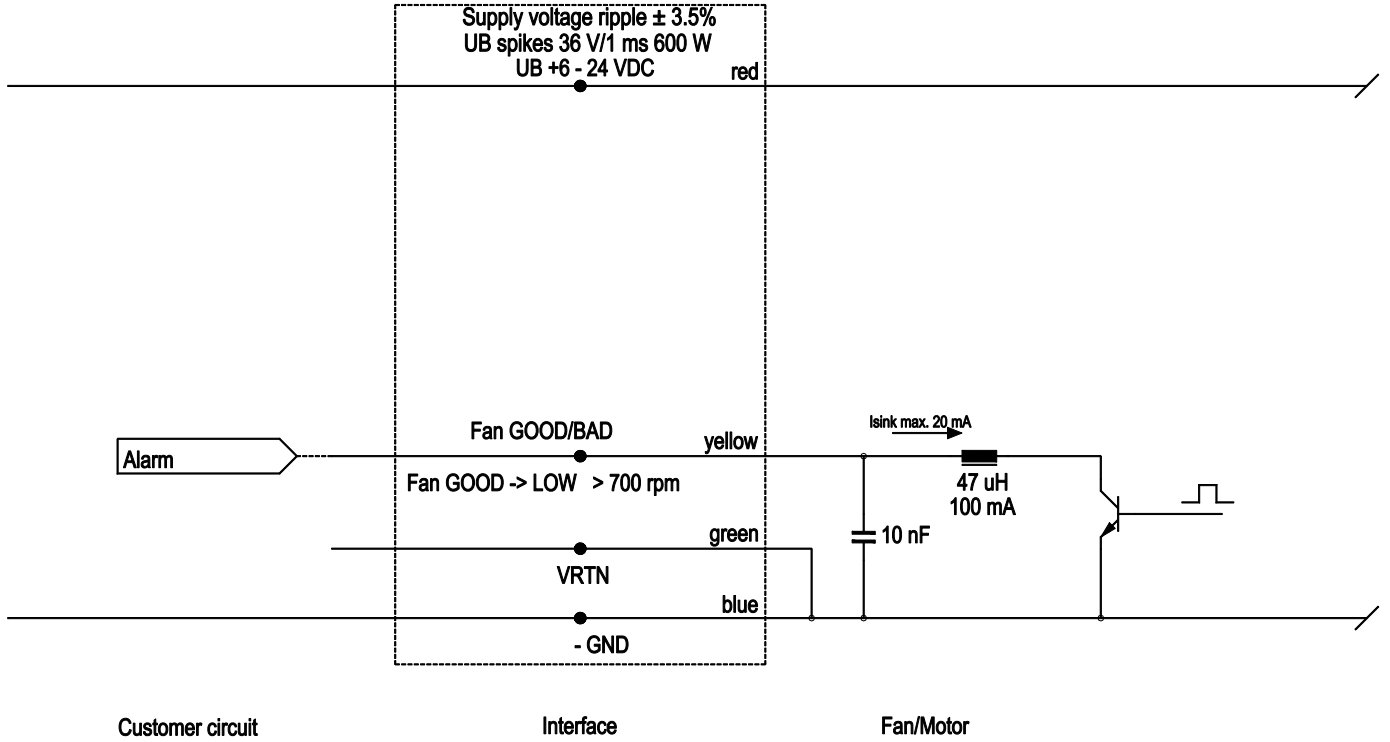 Supply voltage ripple ± 3.5%
UB spikes 36 V/1 ms 600 W
UB +6 - 24 VDC
red
Fan GOOD/BAD
yellow
Isink max. 20 mA
Alarm
Fan GOOD -> LOW > 700 rpm
47 uH
100 mA
green
10 nF
VRTN
blue
- GND
Customer circuit
Interface
Fan/Motor